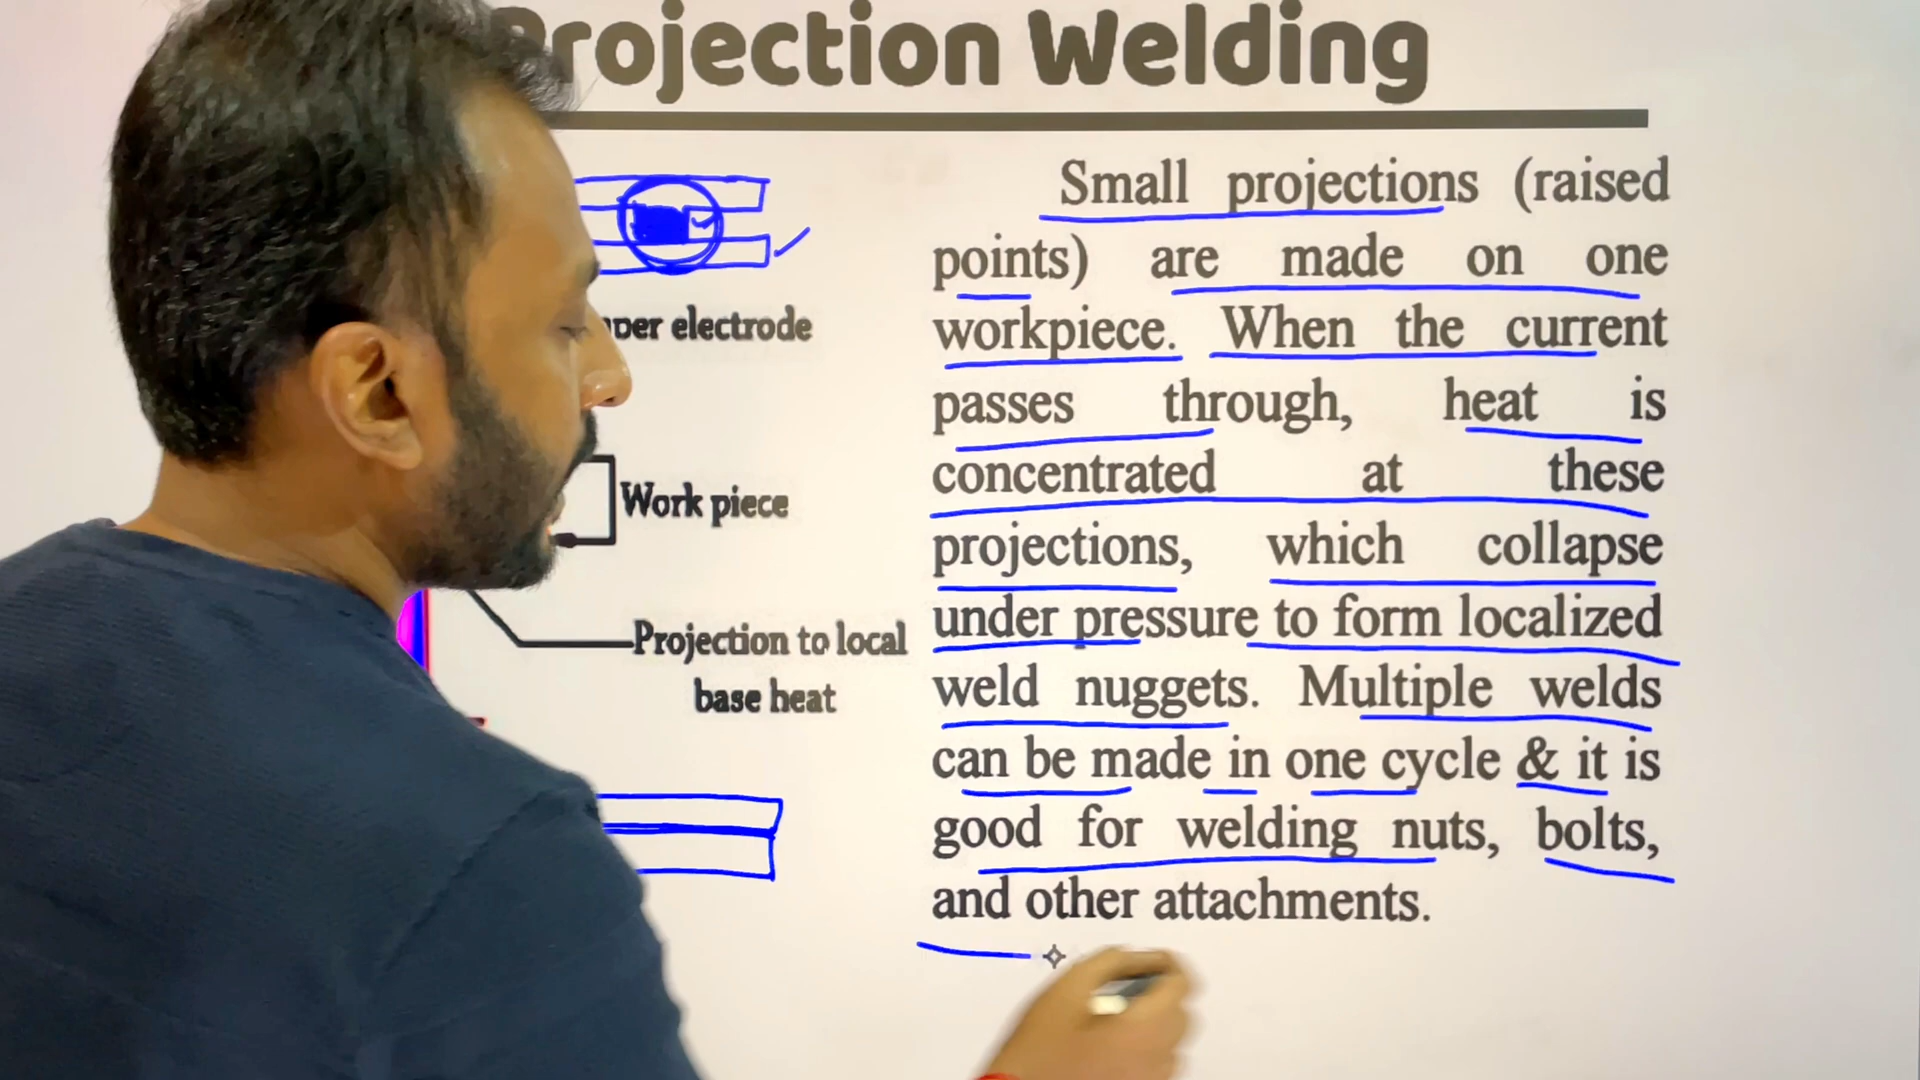 Projection Welding
Small projections (raised
points) are made on one
workpiece. When the current
passes through, heat is
concentrated at these
projections, which collapse
under pressure to form localized
weld nuggets. Multiple welds
can be made in one cycle & it is
good for welding nuts, bolts,
and other attachments.
electrode
Work piece
Projection to local
base heat